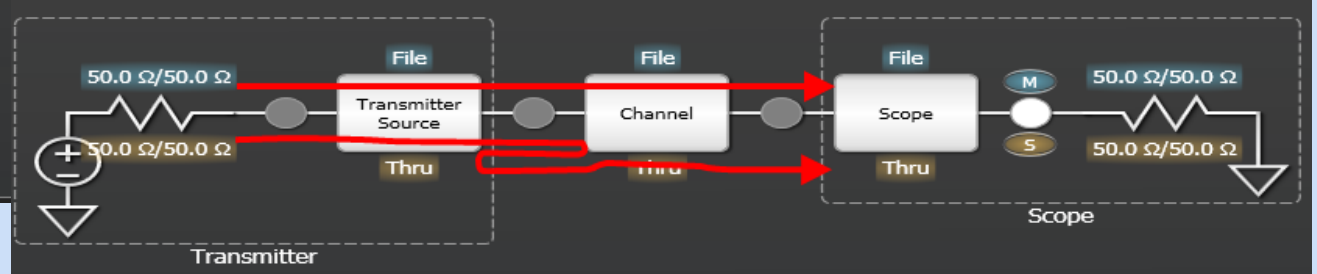 File
File
File
50.0 Ω/50.0 Ω
50.0 Ω/50.0 Ω
M
Transmitter
Source
Channel
Scope
50.0 Ω/50.0 Ω
50.0 Ω/50.0 Ω
S
Thru
Thru
Thru
Scope
Transmitter